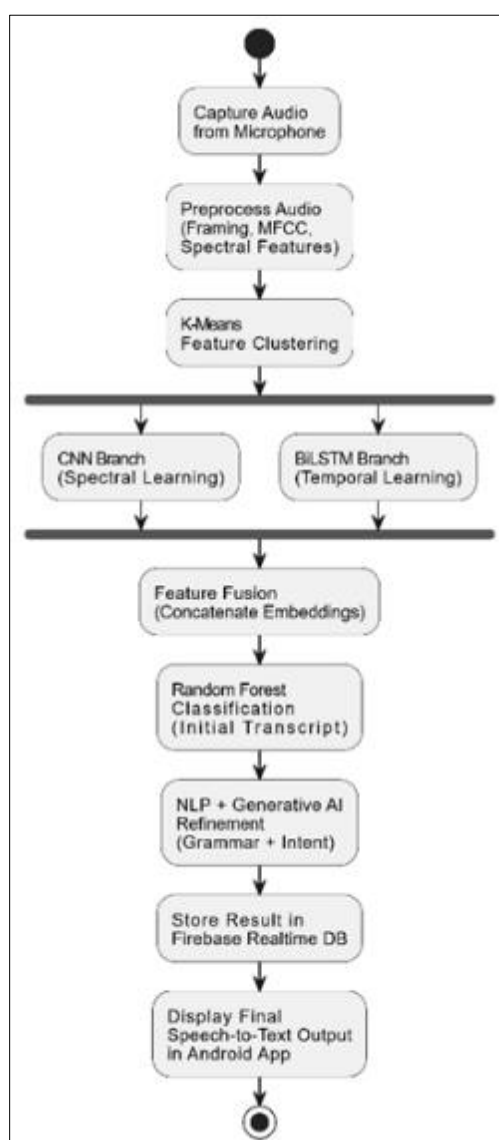 Capture Audio
from Microphone
Preprocess Audio
(Framing, MFCC,
Spectral Features)
K-Means
Feature Clustering
CNN Branch
(Spectral Learning)
BiLSTM Branch
(Temporal Learning)
Feature Fusion
(Concatenate Embeddings)
Random Forest
Classification
(Initial Transcript)
NLP + Generative AI
Refinement
(Grammar + Intent)
Store Result in
Firebase Realtime DB
Display Final
Speech-to-Text Output
in Android App